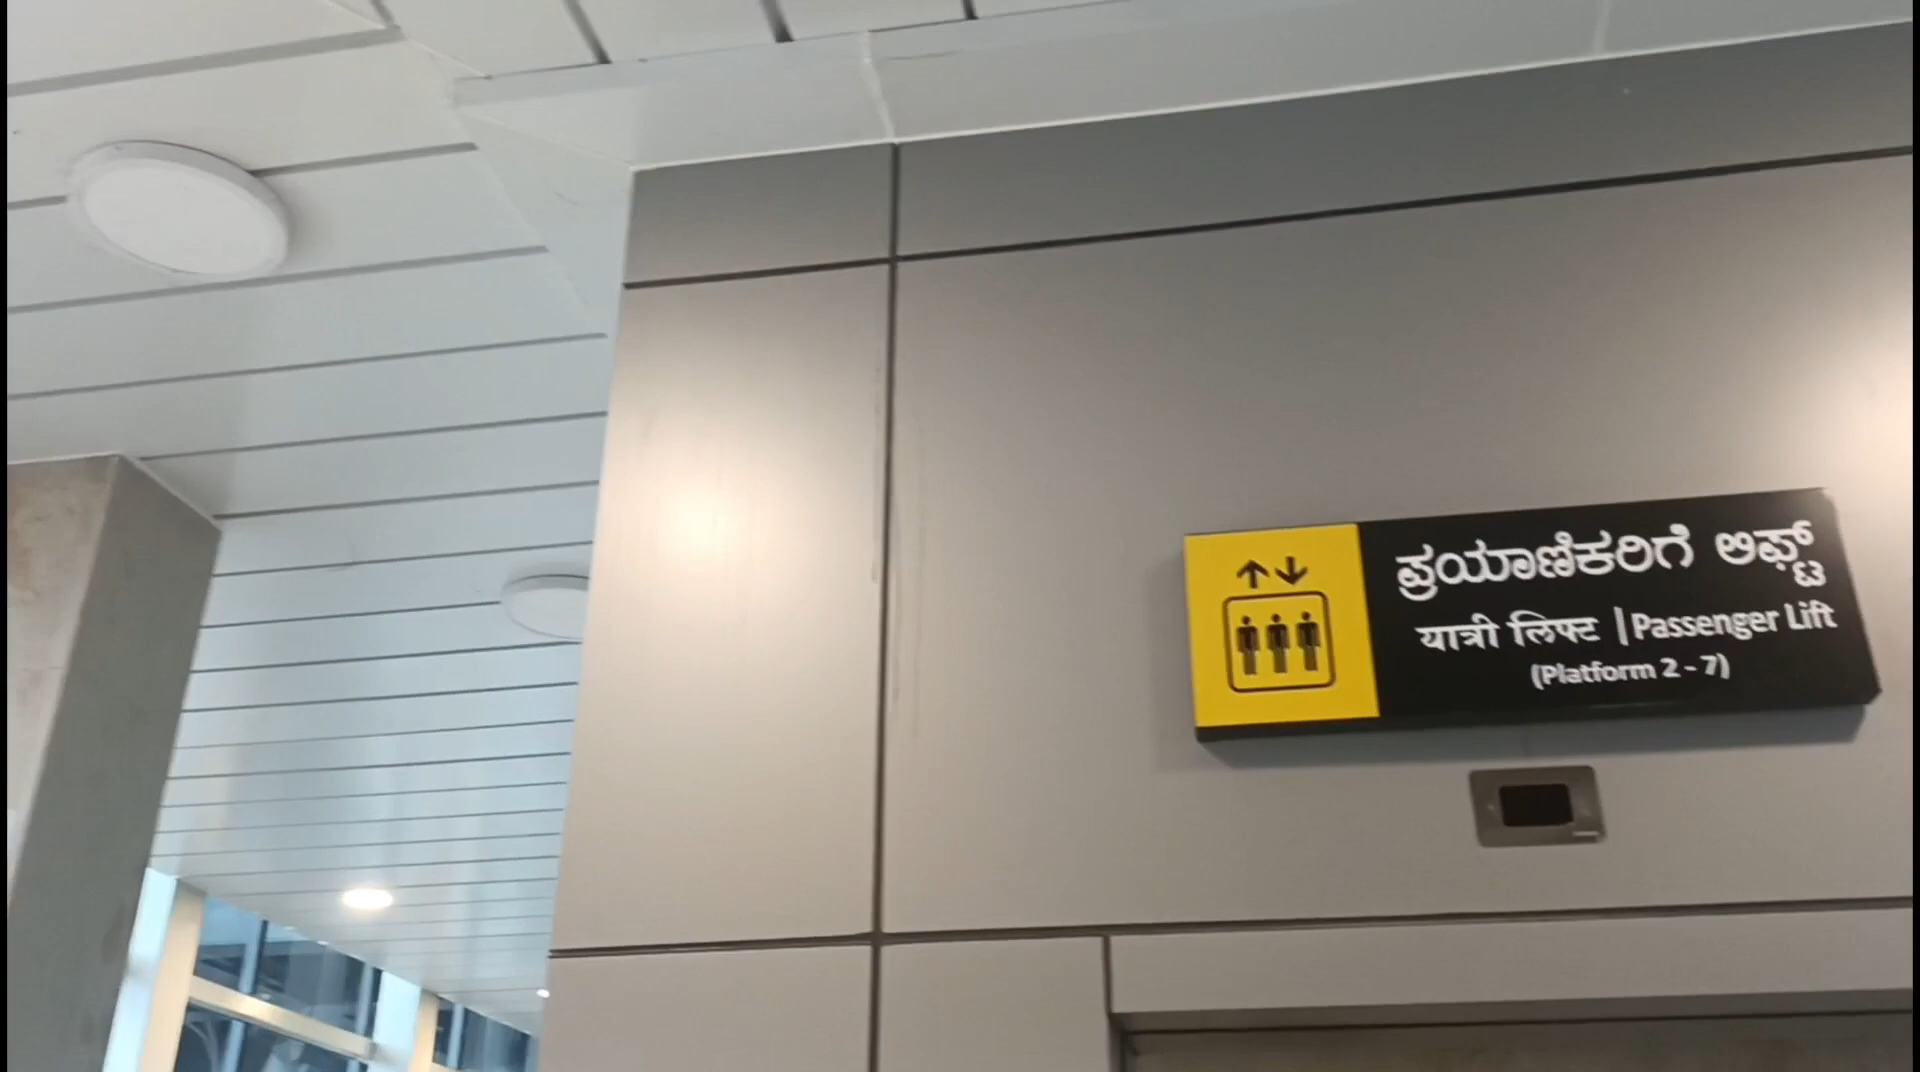 ಪ್ರಯಾಣಿಕರಿಗೆ ಲಿಫ್ಟ್
यात्री लिफ्ट | Passenger Lift
(Platform 2 - 7)